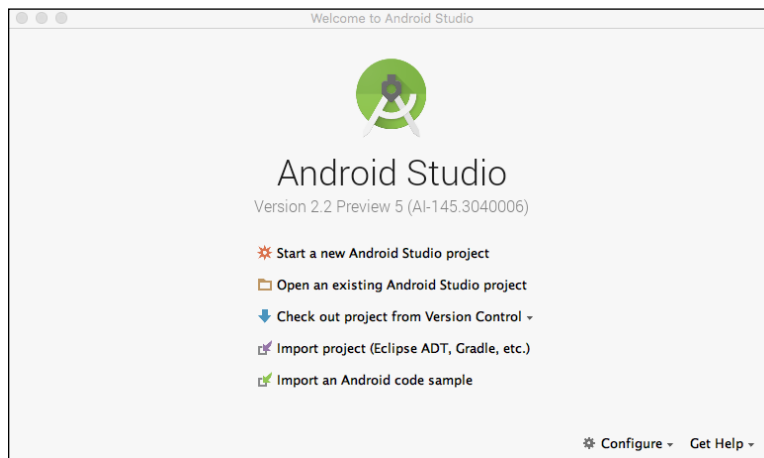 Welcome to Android Studio
Android Studio
Version 2.2 Preview 5 (AI-145.3040006)
Start a new Android Studio project
Open an existing Android Studio project
Check out project from Version Control
Import project (Eclipse ADT, Gradle, etc.)
Import an Android code sample
Configure Get Help